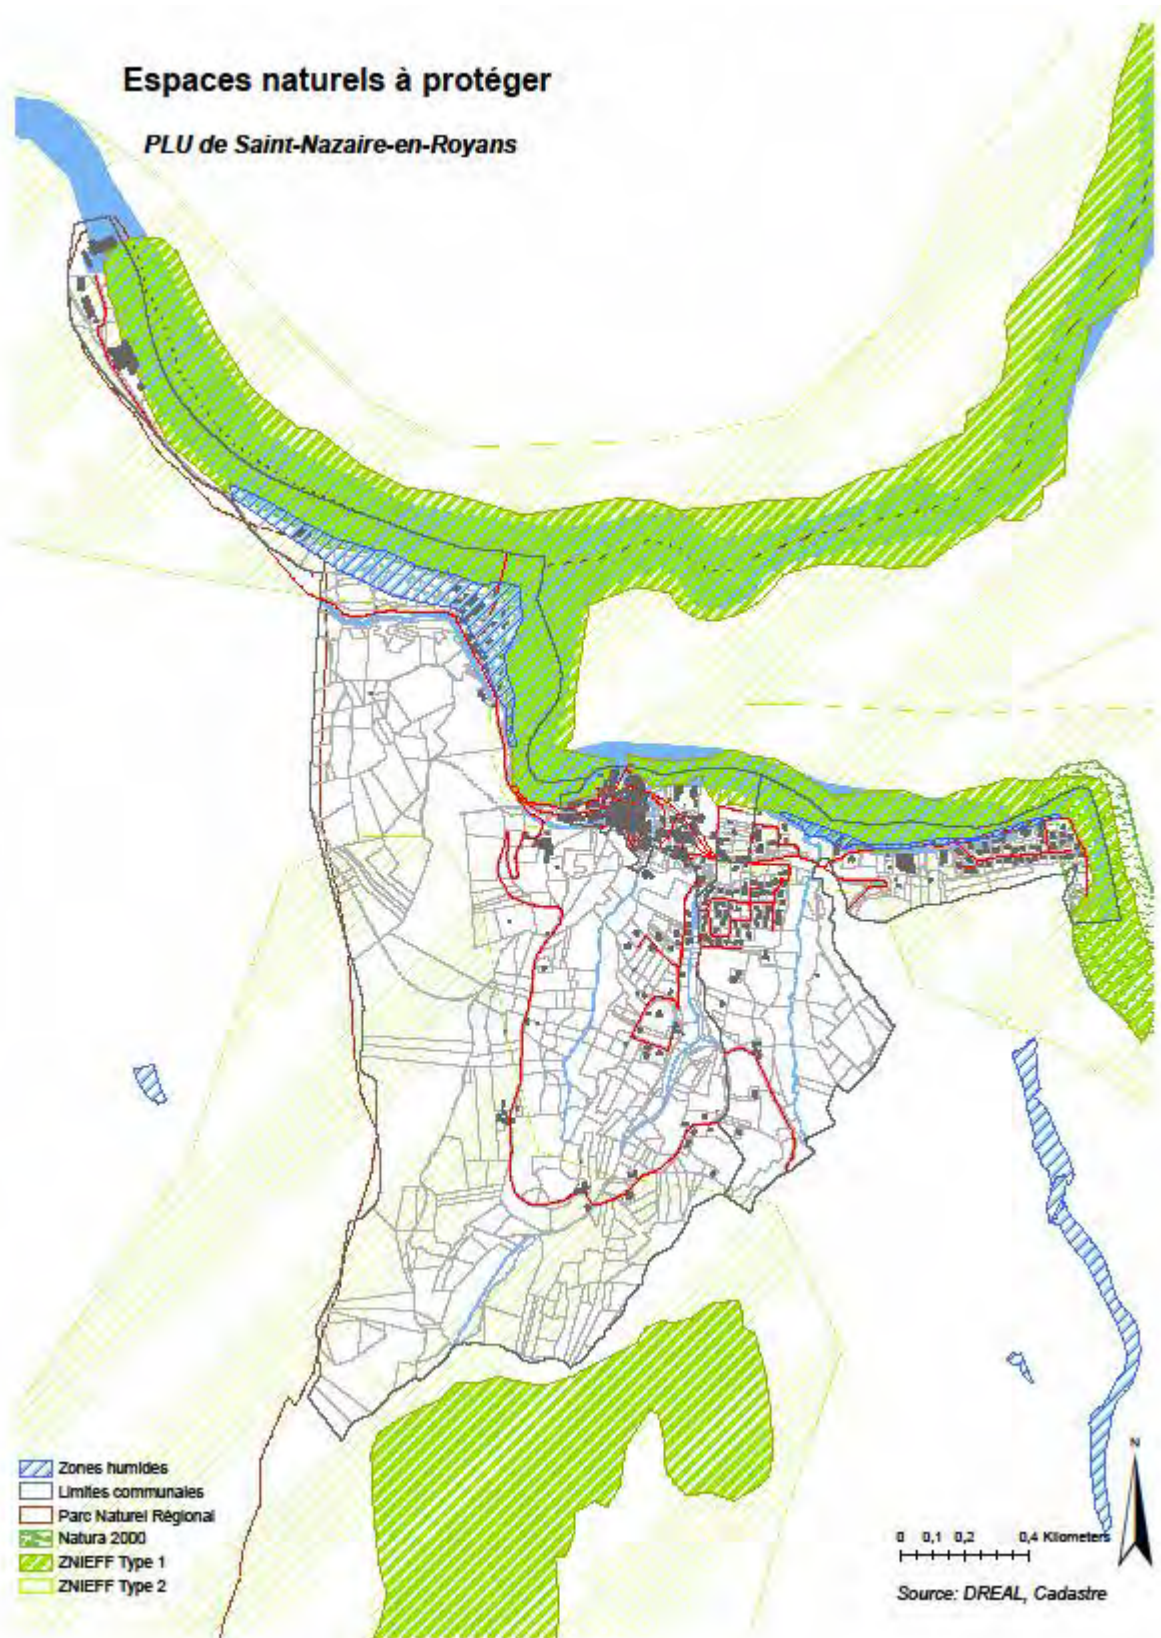 Espaces naturels à protéger
PLU de Saint-Nazaire-en-Royans
Zones humides
Limites communales
Parc Naturel Régional
Natura 2000
ZNIEFF Type 1
ZNIEFF Type 2
N
0 0,1 0,2 0,4 Kilometers
Source: DREAL, Cadastre